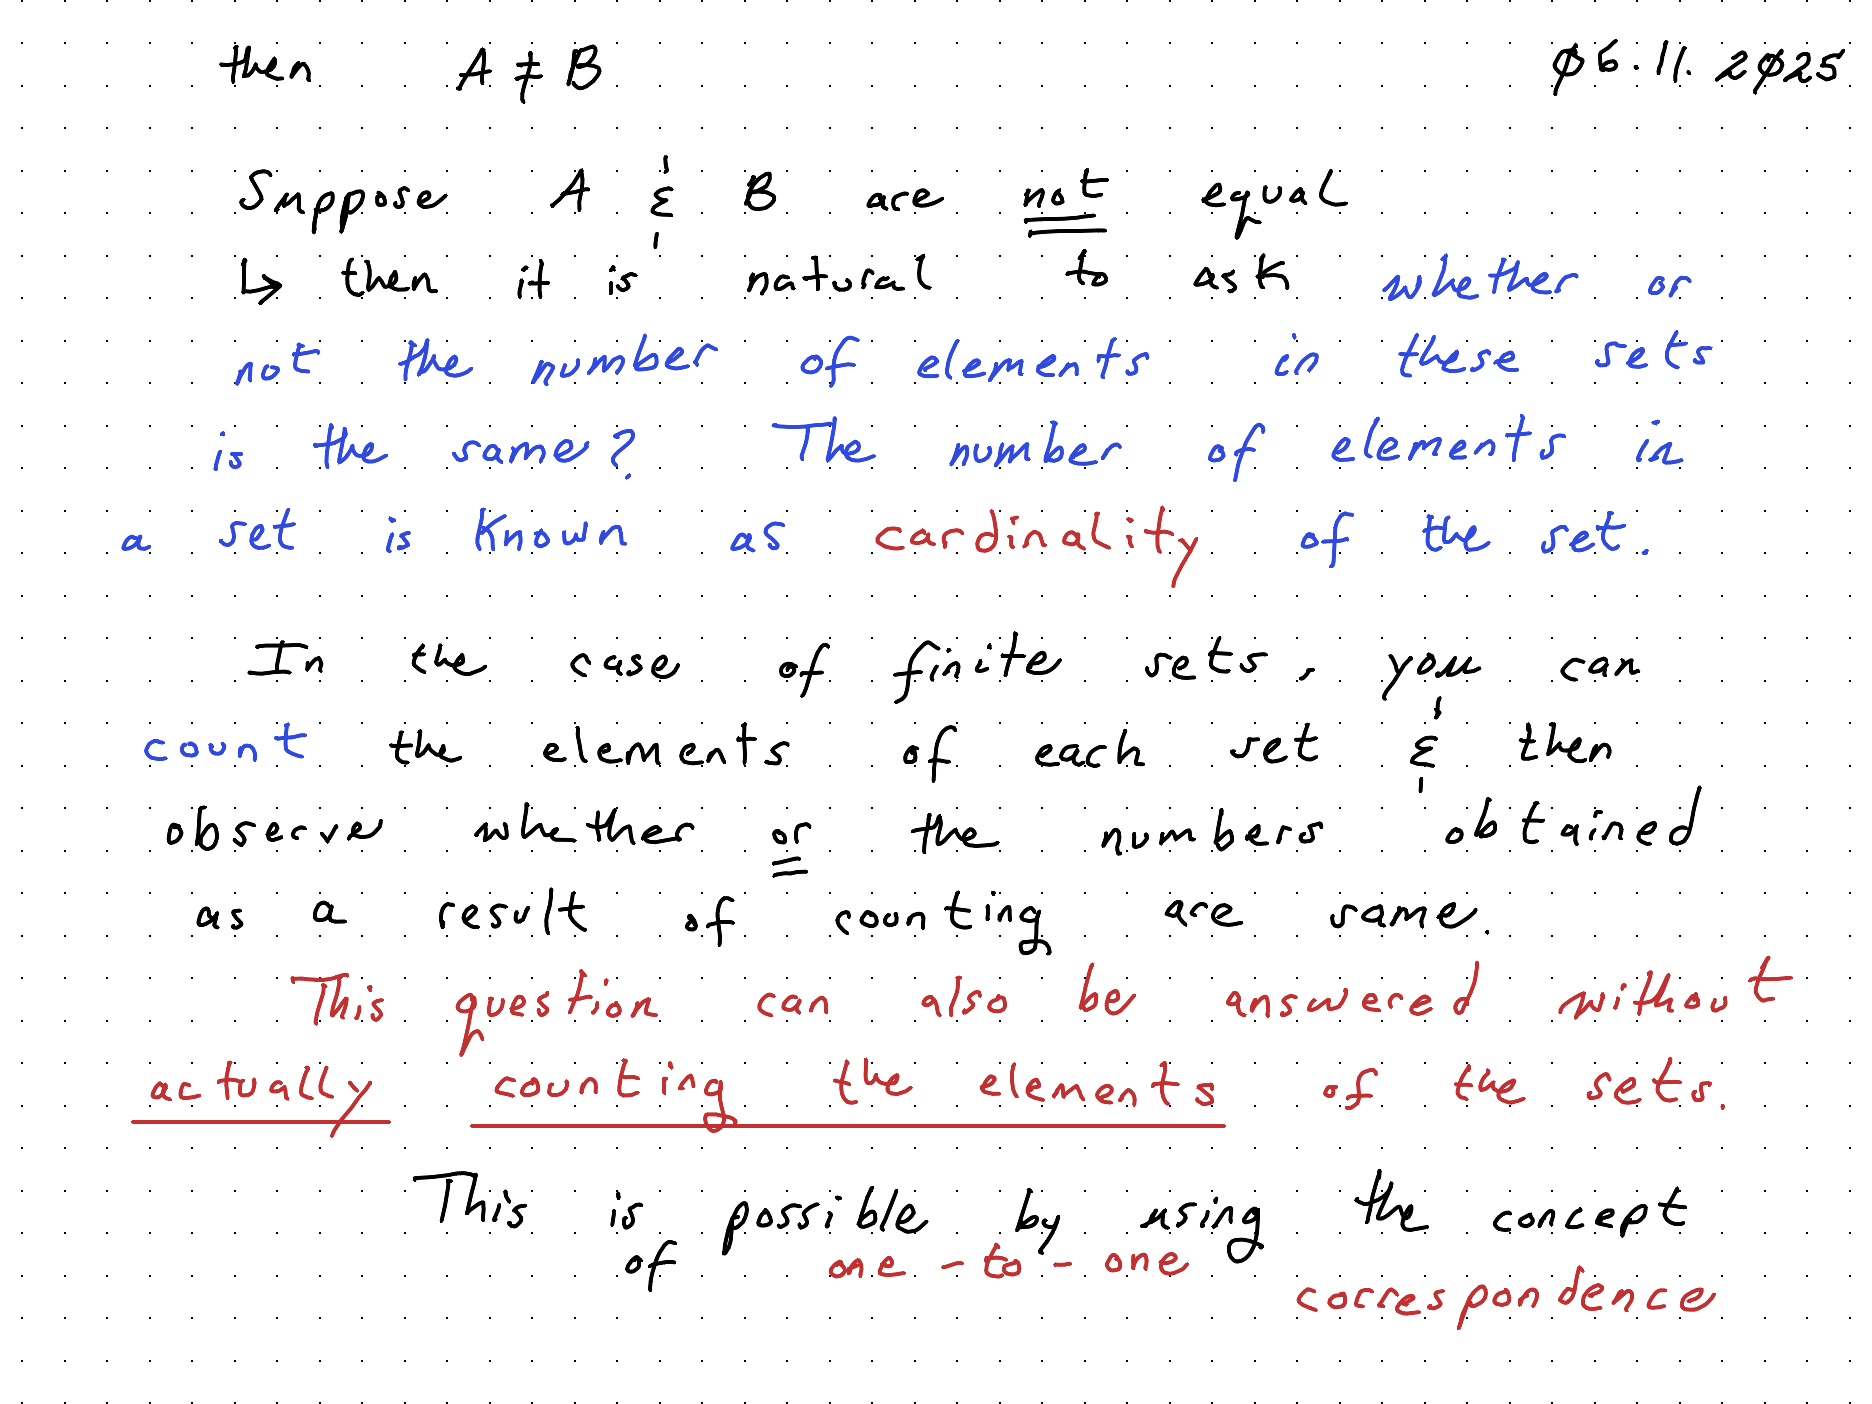 then A ≠ B 06.11.2025
Suppose A & B are not equal
↳ then it is natural to ask whether or
not the number of elements in these sets
is the same? The number of elements in
a set is known as cardinality of the set.
In the case of finite sets, you can
count the elements of each set & then
observe whether or the numbers obtained
as a result of counting are same.
This question can also be answered without
actually counting the elements of the sets.
This is possible by using the concept
of one-to-one
correspondence